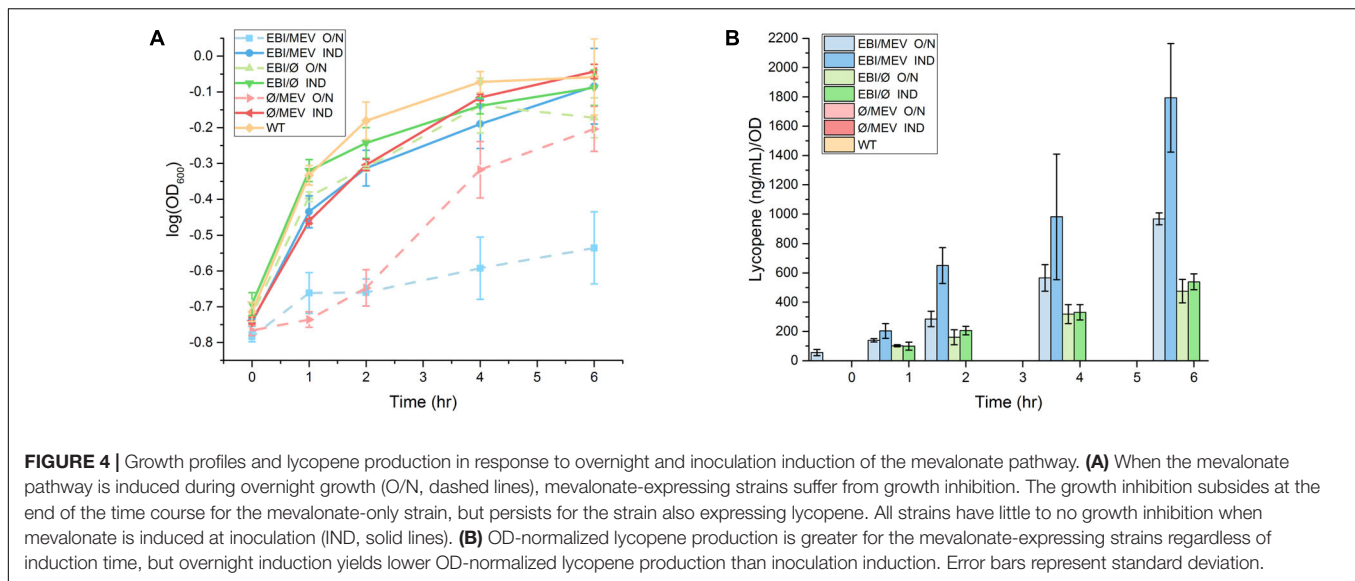 A
EBI/MEV O/N
EBI/MEV IND
EBI/Ø O/N
EBI/Ø IND
Ø/MEV O/N
Ø/MEV IND
WT
0.0
-0.1
-0.2
-0.3
-0.4
-0.5
-0.6
-0.7
-0.8
log(OD600)
0 1 2 3 4 5 6
Time (hr)
B
EBI/MEV O/N
EBI/MEV IND
EBI/Ø O/N
EBI/Ø IND
Ø/MEV O/N
Ø/MEV IND
WT
2200
2000
1800
1600
1400
1200
1000
800
600
400
200
0
Lycopene (ng/mL)/OD
0 1 2 3 4 5 6
Time (hr)
FIGURE 4 | Growth profiles and lycopene production in response to overnight and inoculation induction of the mevalonate pathway. (A) When the mevalonate
pathway is induced during overnight growth (O/N, dashed lines), mevalonate-expressing strains suffer from growth inhibition. The growth inhibition subsides at the
end of the time course for the mevalonate-only strain, but persists for the strain also expressing lycopene. All strains have little to no growth inhibition when
mevalonate is induced at inoculation (IND, solid lines). (B) OD-normalized lycopene production is greater for the mevalonate-expressing strains regardless of
induction time, but overnight induction yields lower OD-normalized lycopene production than inoculation induction. Error bars represent standard deviation.